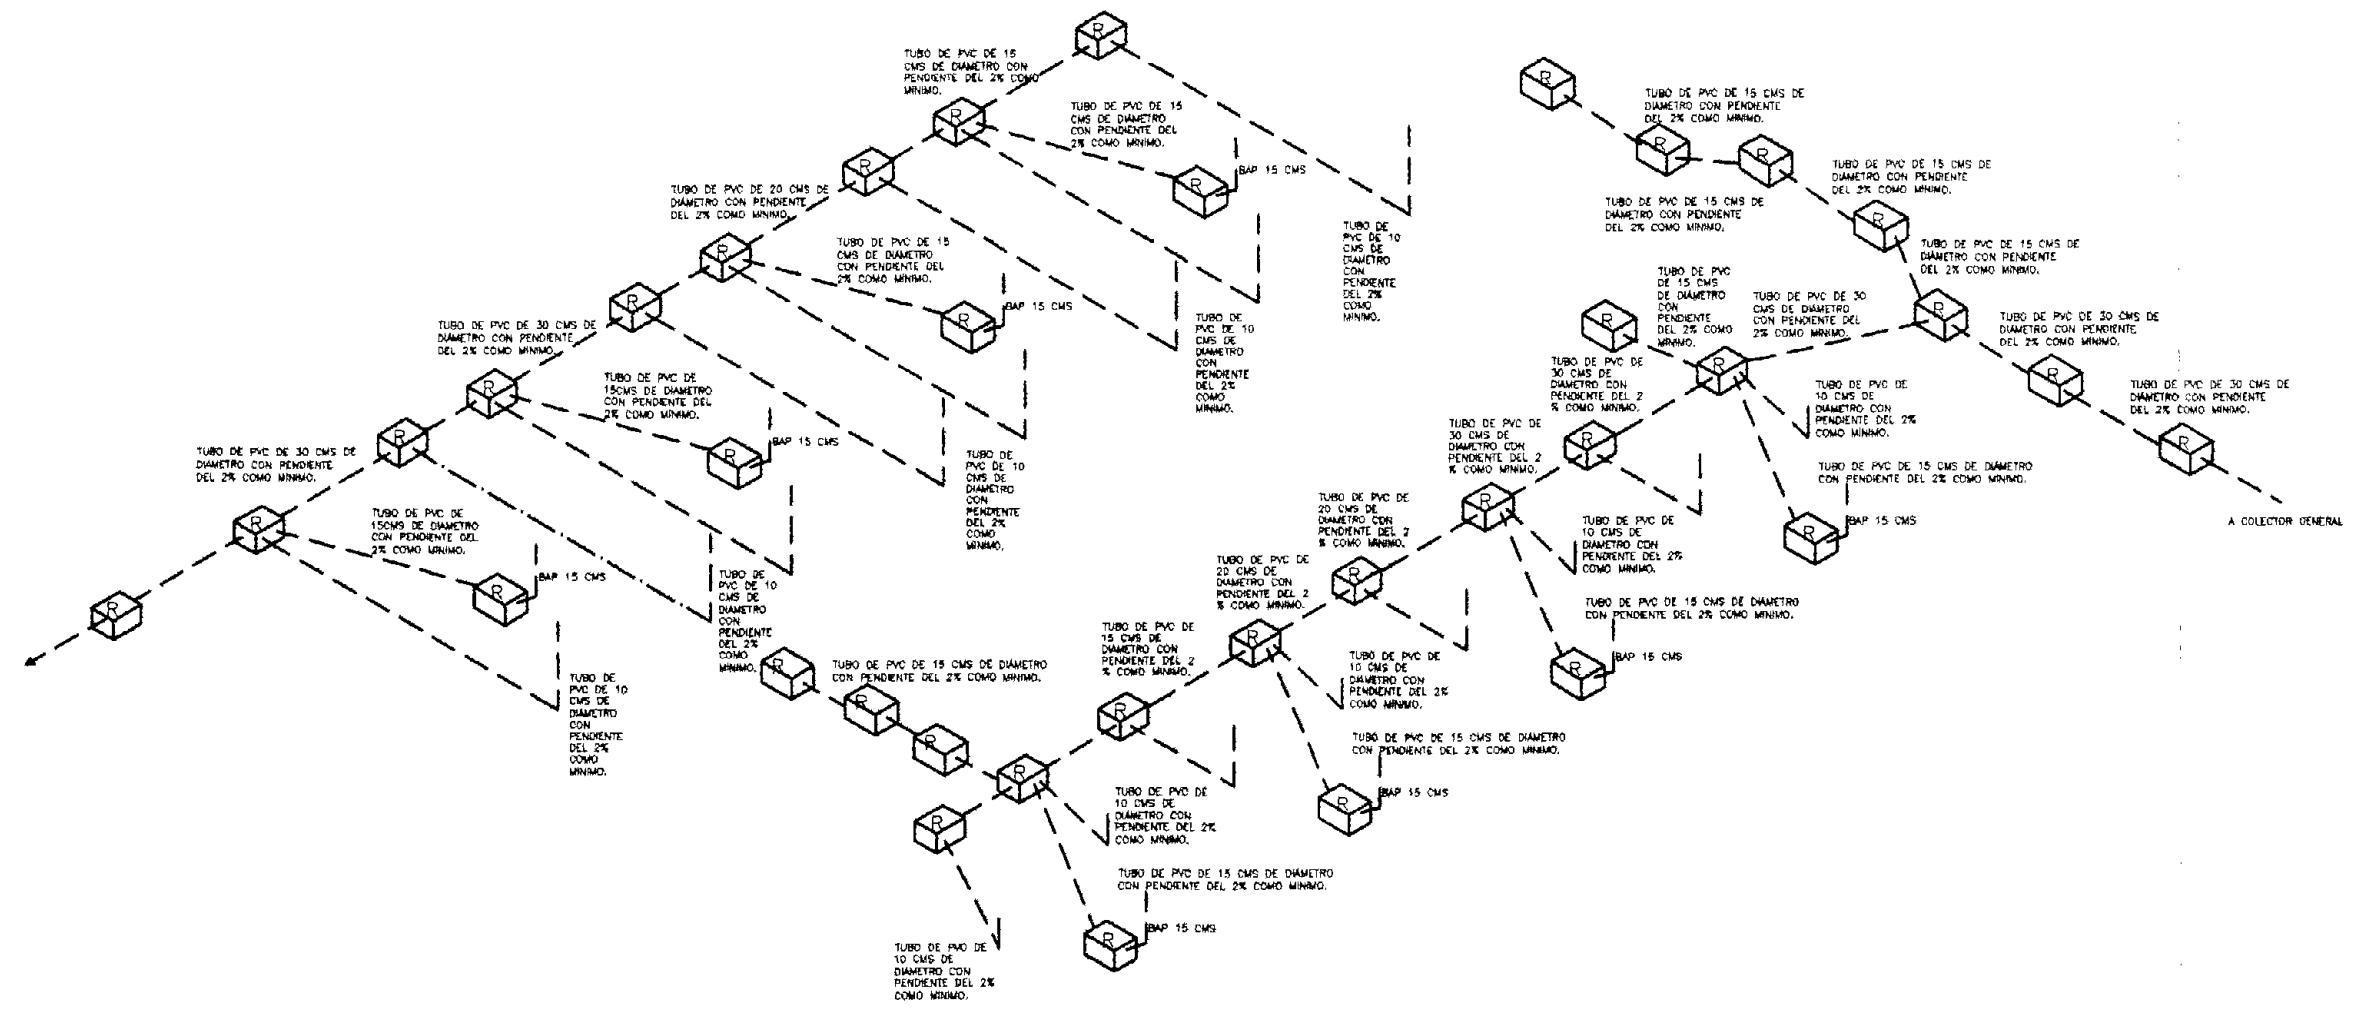 TUBO DE PVC DE 15
CMS DE DIAMETRO CON
PENDIENTE DEL 2% COMO
MINIMO.
R
R
TUBO DE PVC DE 15
CMS DE DIAMETRO
CON PENDIENTE DEL
2% COMO MINIMO.
R
BAP 15 CMS
R
TUBO DE
PVC DE 10
CMS DE
DIAMETRO
CON
PENDIENTE
DEL 2%
COMO
MINIMO.
TUBO DE PVC DE 20 CMS DE
DIAMETRO CON PENDIENTE
DEL 2% COMO MINIMO.
R
TUBO DE PVC DE 15
CMS DE DIAMETRO
CON PENDIENTE DEL
2% COMO MINIMO.
R
BAP 15 CMS
R
TUBO DE
PVC DE 10
CMS DE
DIAMETRO
CON
PENDIENTE
DEL 2%
COMO
MINIMO.
TUBO DE PVC DE 30 CMS DE
DIAMETRO CON PENDIENTE
DEL 2% COMO MINIMO.
R
TUBO DE PVC DE
15CMS DE DIAMETRO
CON PENDIENTE DEL
2% COMO MINIMO.
R
BAP 15 CMS
R
TUBO DE
PVC DE 10
CMS DE
DIAMETRO
CON
PENDIENTE
DEL 2%
COMO
MINIMO.
TUBO DE PVC DE 30 CMS DE
DIAMETRO CON PENDIENTE
DEL 2% COMO MINIMO.
R
TUBO DE PVC DE
15CMS DE DIAMETRO
CON PENDIENTE DEL
2% COMO MINIMO.
R
BAP 15 CMS
R
TUBO DE
PVC DE 10
CMS DE
DIAMETRO
CON
PENDIENTE
DEL 2%
COMO
MINIMO.
TUBO DE
PVC DE 10
CMS DE
DIAMETRO
CON
PENDIENTE
DEL 2%
COMO
MINIMO.
R
TUBO DE PVC DE 15 CMS DE
DIAMETRO CON PENDIENTE
DEL 2% COMO MINIMO.
R
R
TUBO DE PVC DE 15 CMS DE
DIAMETRO CON PENDIENTE
DEL 2% COMO MINIMO.
TUBO DE PVC DE 15 CMS DE
DIAMETRO CON PENDIENTE
DEL 2% COMO MINIMO.
R
TUBO DE PVC DE 15 CMS DE
DIAMETRO CON PENDIENTE
DEL 2% COMO MINIMO.
R
TUBO DE PVC
DE 15 CMS
DE DIAMETRO
CON
PENDIENTE
DEL 2% COMO
MINIMO.
R
TUBO DE PVC DE 30
CMS DE DIAMETRO
CON PENDIENTE DEL
2% COMO MINIMO.
TUBO DE PVC DE 30 CMS DE
DIAMETRO CON PENDIENTE
DEL 2% COMO MINIMO.
R
TUBO DE PVC DE 30 CMS DE
DIAMETRO CON PENDIENTE
DEL 2% COMO MINIMO.
R
A COLECTOR GENERAL
TUBO DE PVC DE
30 CMS DE
DIAMETRO CON
PENDIENTE DEL 2
% COMO MINIMO.
R
TUBO DE PVC DE
10 CMS DE
DIAMETRO CON
PENDIENTE DEL 2%
COMO MINIMO.
TUBO DE PVC DE 15 CMS DE DIAMETRO
CON PENDIENTE DEL 2% COMO MINIMO.
R
BAP 15 CMS
TUBO DE PVC DE
30 CMS DE
DIAMETRO CON
PENDIENTE DEL 2
% COMO MINIMO.
R
R
TUBO DE PVC DE
10 CMS DE
DIAMETRO CON
PENDIENTE DEL 2%
COMO MINIMO.
TUBO DE PVC DE 15 CMS DE DIAMETRO
CON PENDIENTE DEL 2% COMO MINIMO.
R
BAP 15 CMS
TUBO DE PVC DE
20 CMS DE
DIAMETRO CON
PENDIENTE DEL 2
% COMO MINIMO.
R
TUBO DE PVC DE
20 CMS DE
DIAMETRO CON
PENDIENTE DEL 2
% COMO MINIMO.
R
TUBO DE PVC DE
10 CMS DE
DIAMETRO CON
PENDIENTE DEL 2%
COMO MINIMO.
TUBO DE PVC DE 15 CMS DE DIAMETRO
CON PENDIENTE DEL 2% COMO MINIMO.
R
BAP 15 CMS
TUBO DE PVC DE
15 CMS DE
DIAMETRO CON
PENDIENTE DEL 2
% COMO MINIMO.
R
R
TUBO DE PVC DE 15 CMS DE DIAMETRO
CON PENDIENTE DEL 2% COMO MINIMO.
R
R
R
R
TUBO DE PVC DE
10 CMS DE
DIAMETRO CON
PENDIENTE DEL 2%
COMO MINIMO.
TUBO DE PVC DE 15 CMS DE DIAMETRO
CON PENDIENTE DEL 2% COMO MINIMO.
R
BAP 15 CMS
TUBO DE PVC DE
10 CMS DE
DIAMETRO CON
PENDIENTE DEL 2%
COMO MINIMO.